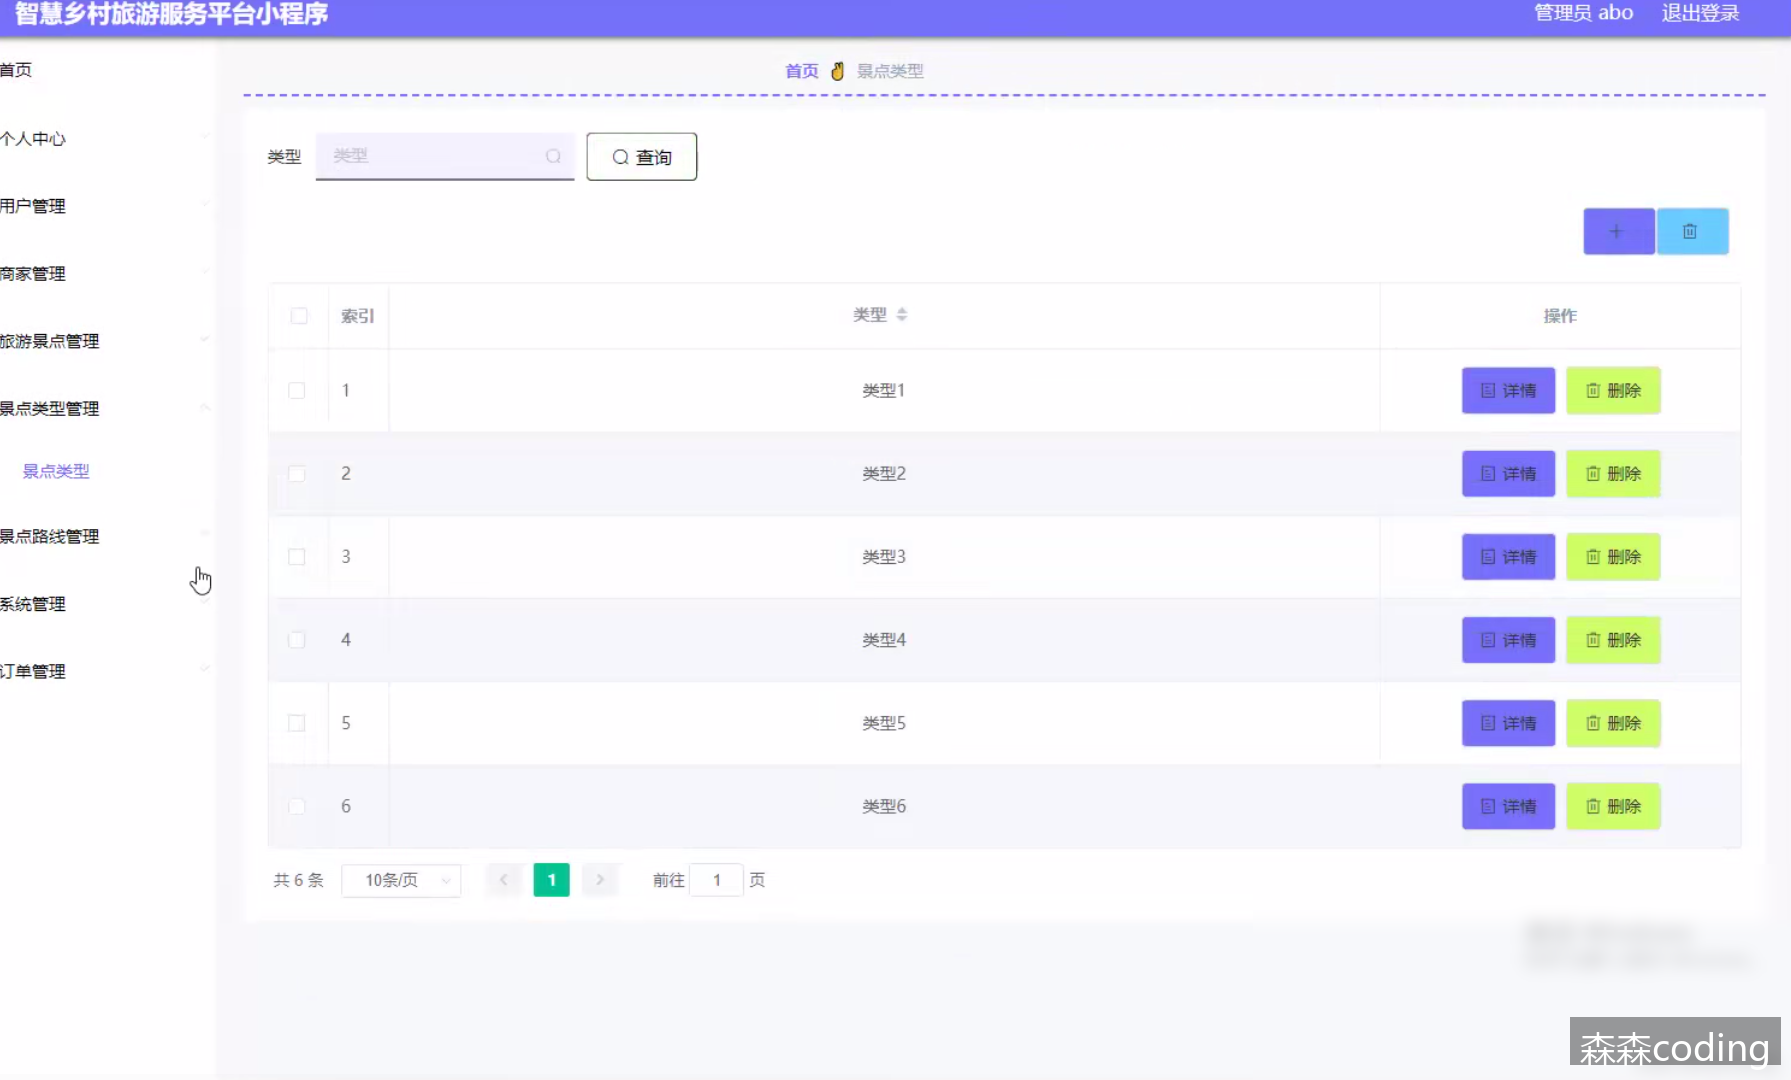 智慧乡村旅游服务平台小程序
管理员 abo 退出登录
首页
个人中心
用户管理
商家管理
旅游景点管理
景点类型管理
景点类型
景点路线管理
系统管理
订单管理
首页 景点类型
类型 类型 查询
索引 类型 操作
1 类型1 详情 删除
2 类型2 详情 删除
3 类型3 详情 删除
4 类型4 详情 删除
5 类型5 详情 删除
6 类型6 详情 删除
共 6 条 10条/页 1 前往 1 页
森森coding